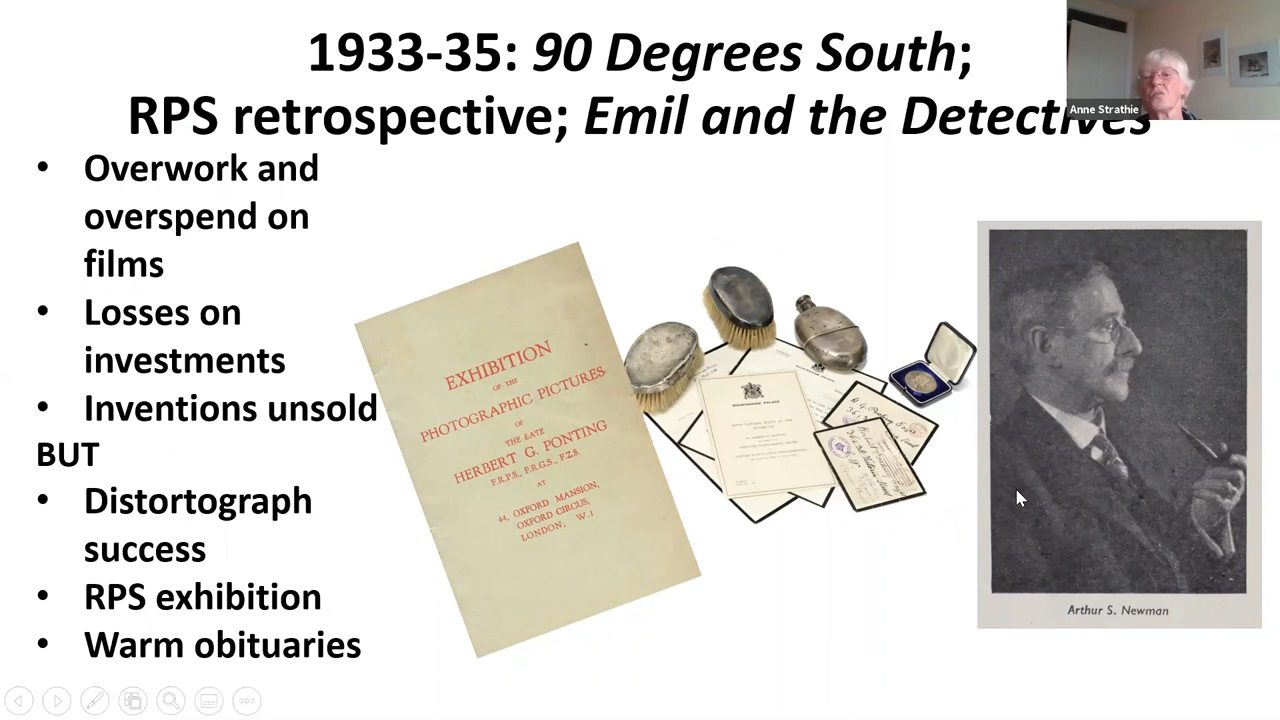 1933-35: 90 Degrees South;
RPS retrospective; Emil and the Detectives
Anne Strathie
• Overwork and
overspend on
films
• Losses on
investments
• Inventions unsold
BUT
• Distortograph
success
• RPS exhibition
• Warm obituaries
EXHIBITION
OF THE
PHOTOGRAPHIC PICTURES
OF
THE LATE
HERBERT G. PONTING
F.R.P.S., F.R.G.S., F.Z.S.
AT
44, OXFORD MANSION,
OXFORD CIRCUS,
LONDON, W.1
BUCKINGHAM PALACE
Arthur S. Newman